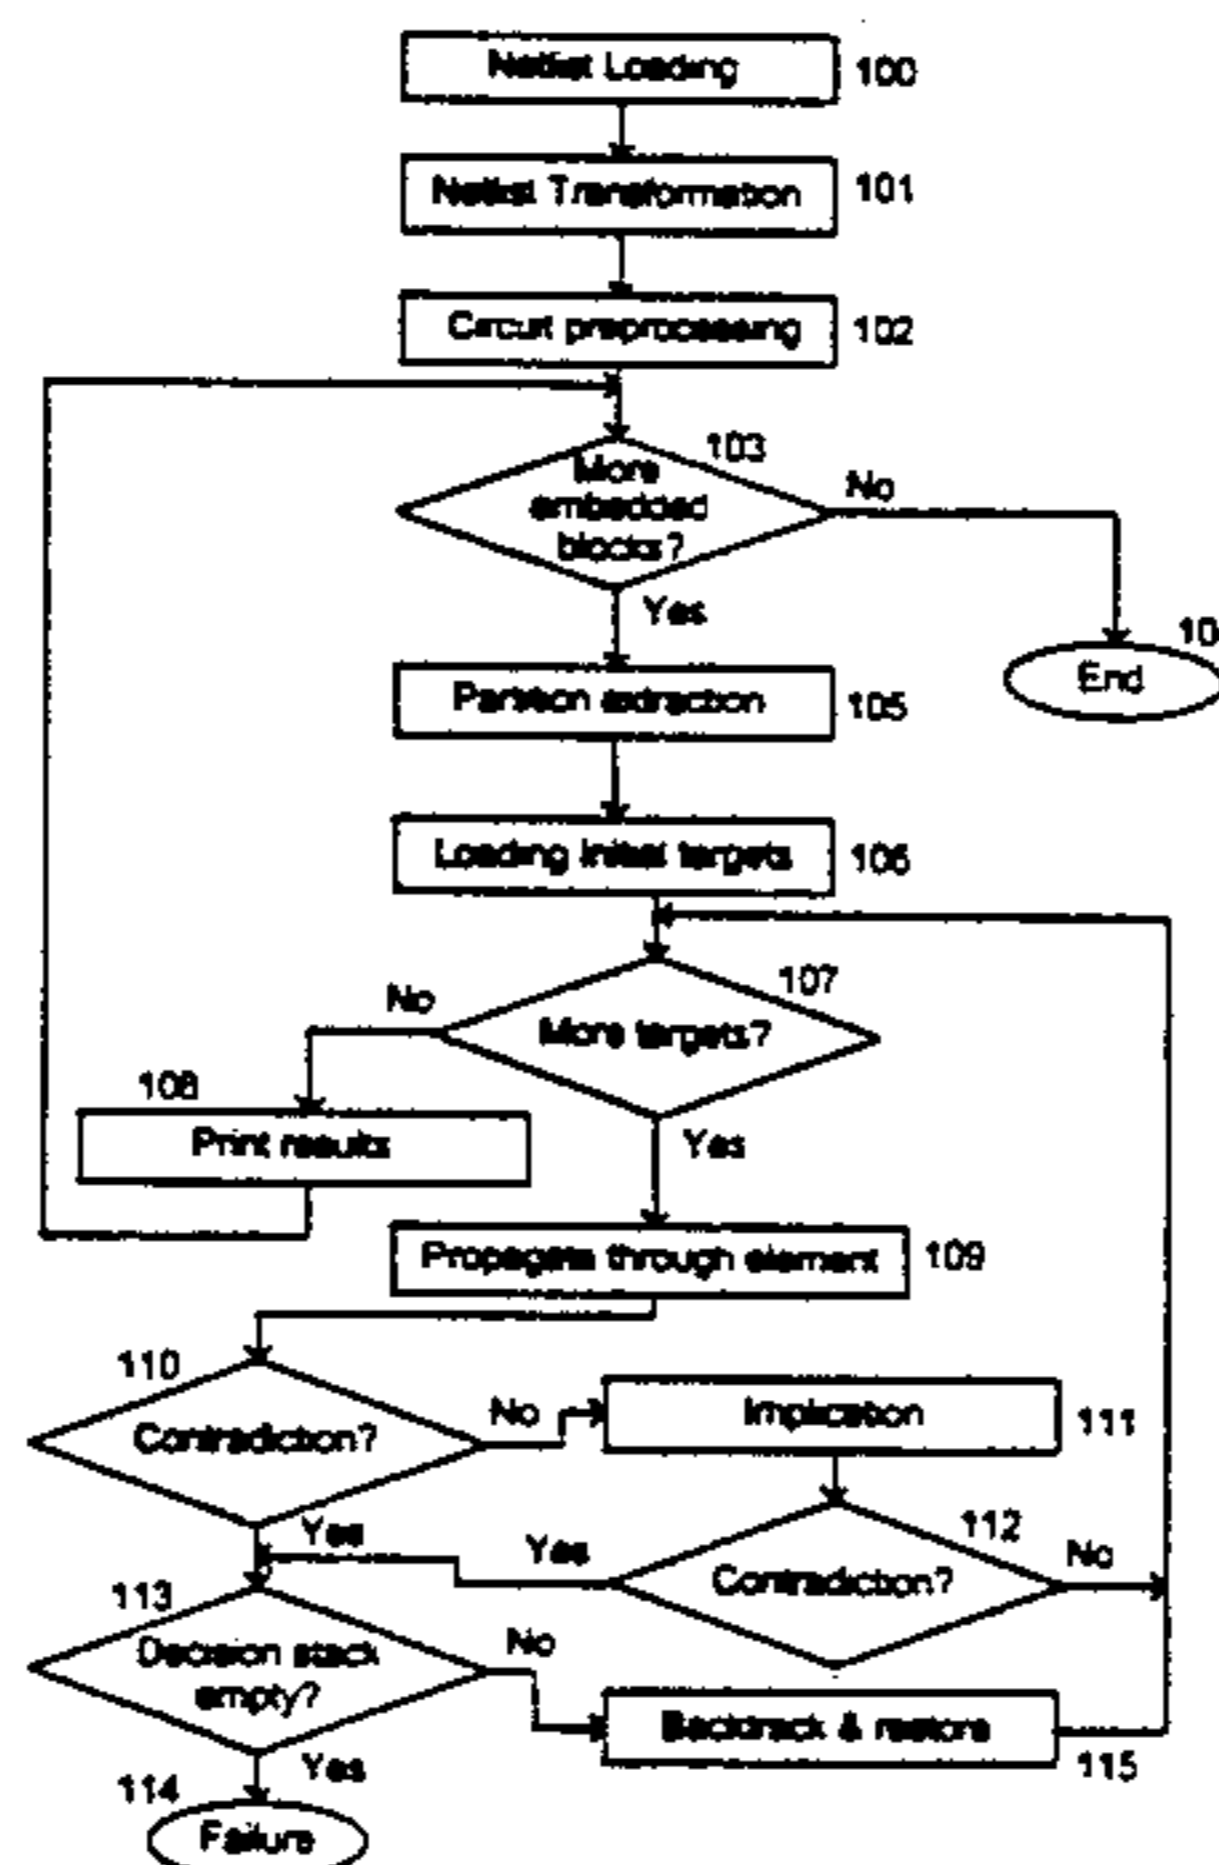 Netlist Loading 100
Netlist Transformation 101
Circuit preprocessing 102
103
More
embedded
blocks?
No
Yes
10
End
Partition extraction 105
Loading initial targets 106
107
More targets?
No
108
Print results
Yes
Propagate through element 109
110
Contradiction?
No
Implication 111
Yes
112
Contradiction?
Yes
No
113
Decision stack
empty?
No
Backtrack & restore
115
Yes
114
Failure